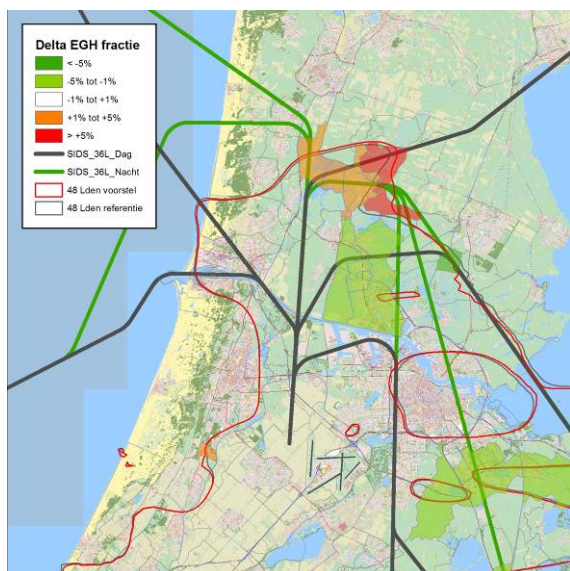 Delta EGH fractie
< -5%
-5% tot -1%
-1% tot +1%
+1% tot +5%
> +5%
SIDS_36L_Dag
SIDS_36L_Nacht
48 Lden voorstel
48 Lden referentie